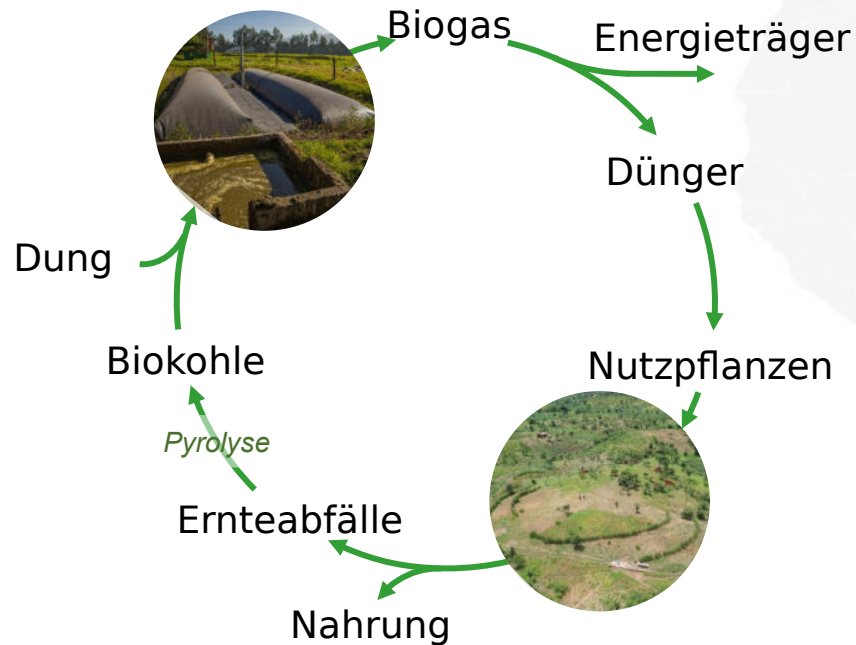 Biogas
Energieträger
Dünger
Dung
Nutzpflanzen
Biokohle
Pyrolyse
Ernteabfälle
Nahrung